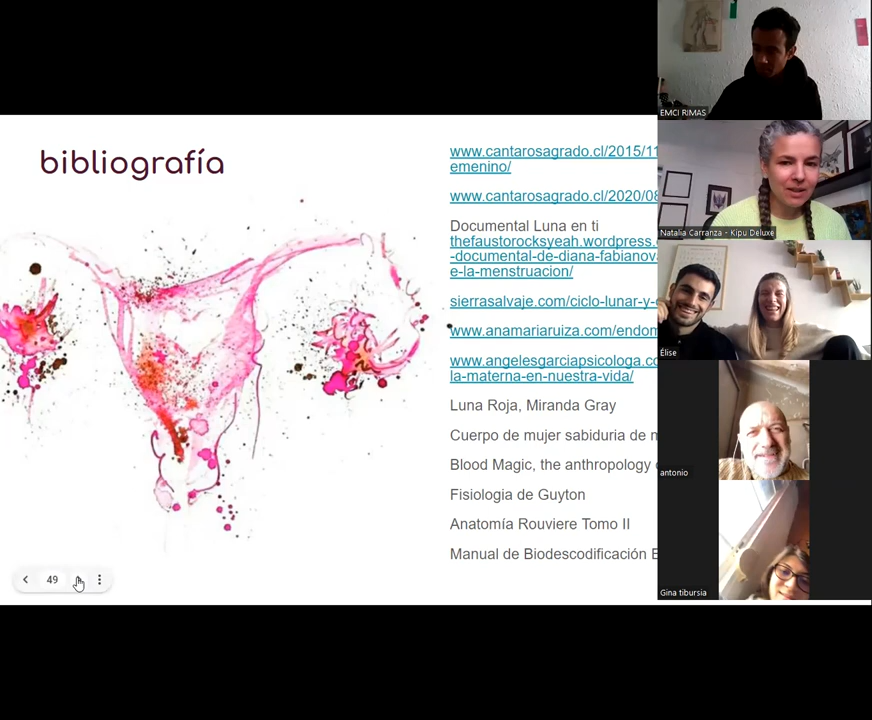 bibliografía
www.cantarosagrado.cl/2015/11
emenino/
www.cantarosagrado.cl/2020/08
Documental Luna en ti
thefaustorocksyeah.wordpress.
-documental-de-diana-fabianov
e-la-menstruacion/
sierrasalvaje.com/ciclo-lunar-y-
www.anamariaruiza.com/endom
www.angelesgarciapsicologa.co
la-materna-en-nuestra-vida/
Luna Roja, Miranda Gray
Cuerpo de mujer sabiduria de
Blood Magic, the anthropology
Fisiologia de Guyton
Anatomía Rouviere Tomo II
Manual de Biodescodificación
49
EMCI RIMAS
Natalia Carranza - Kipu Deluxe
Élise
antonio
Gina tibursia